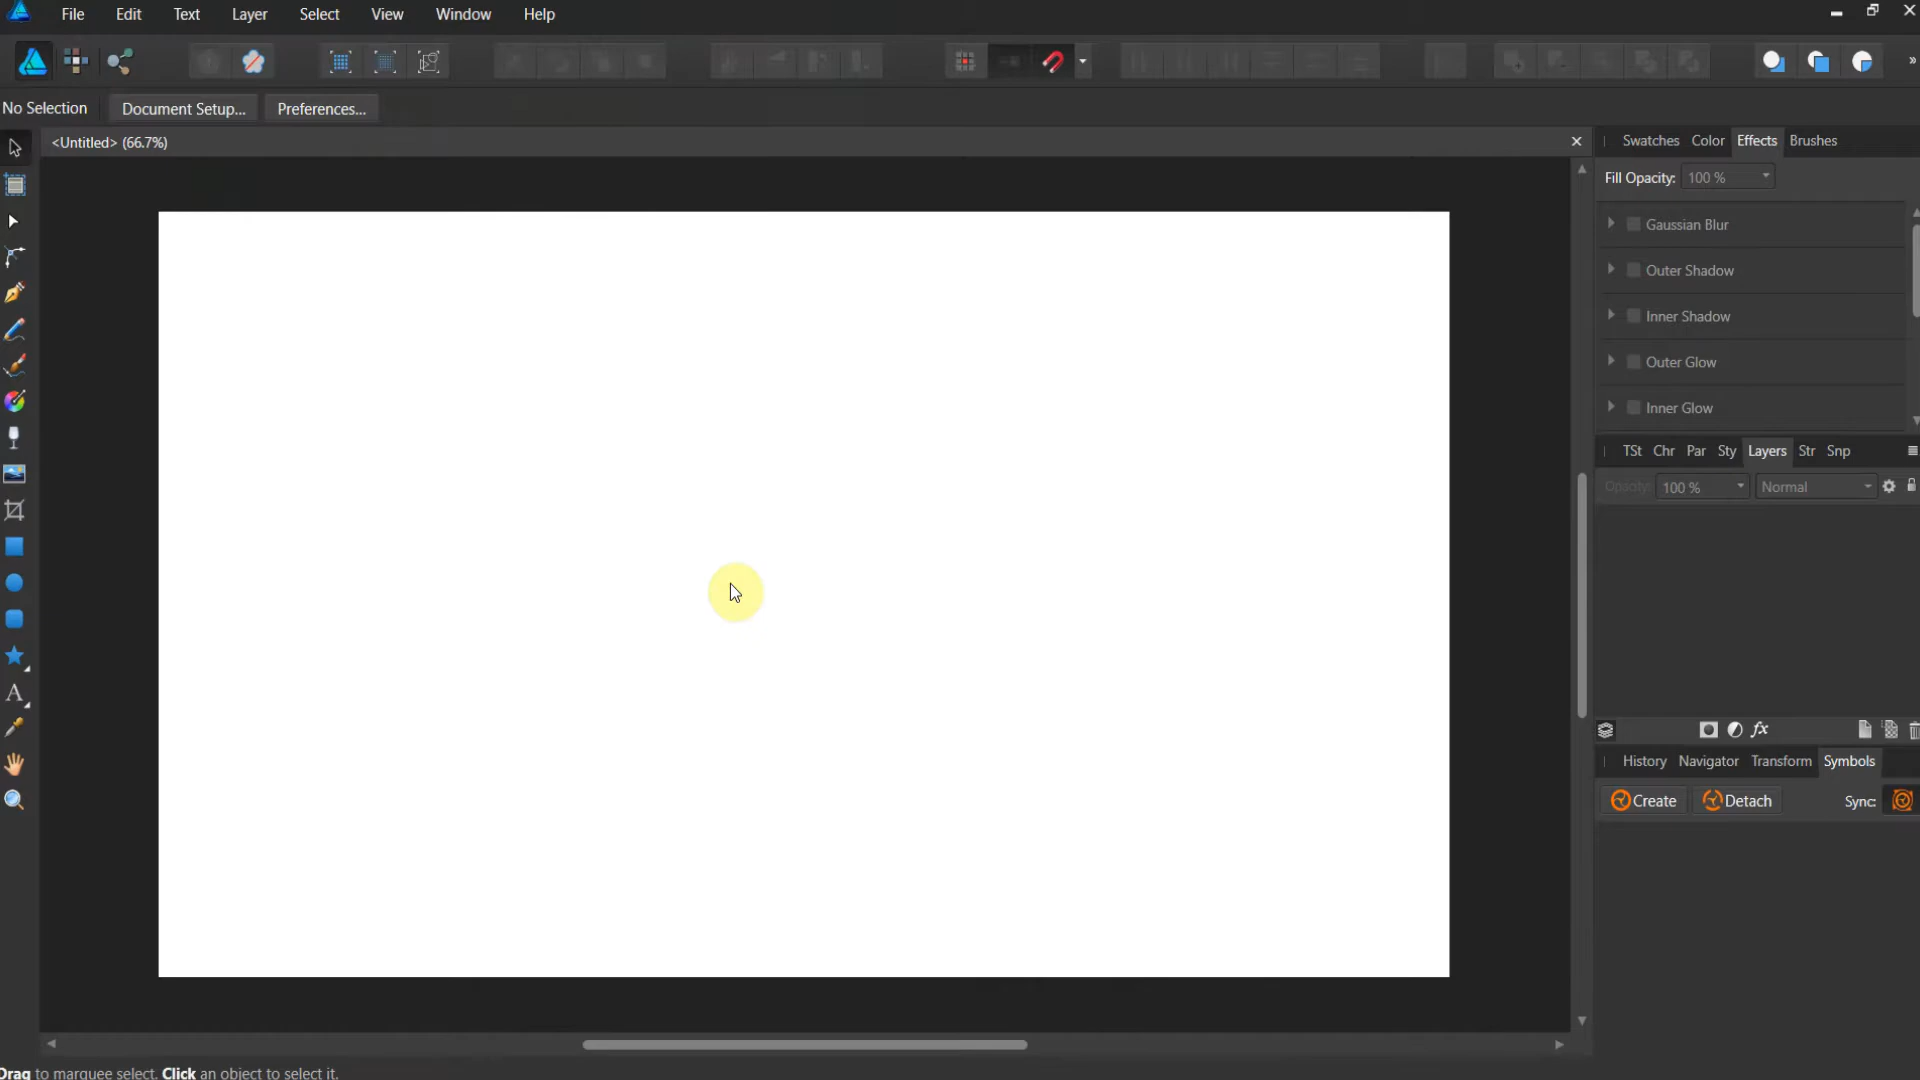 File Edit Text Layer Select View Window Help
No Selection Document Setup... Preferences...
<Untitled> (66.7%)
Swatches Color Effects Brushes
Fill Opacity: 100 %
Gaussian Blur
Outer Shadow
Inner Shadow
Outer Glow
Inner Glow
TSt Chr Par Sty Layers Str Snp
Opacity: 100 % Normal
fx
History Navigator Transform Symbols
Create Detach Sync:
Drag to marquee select. Click an object to select it.